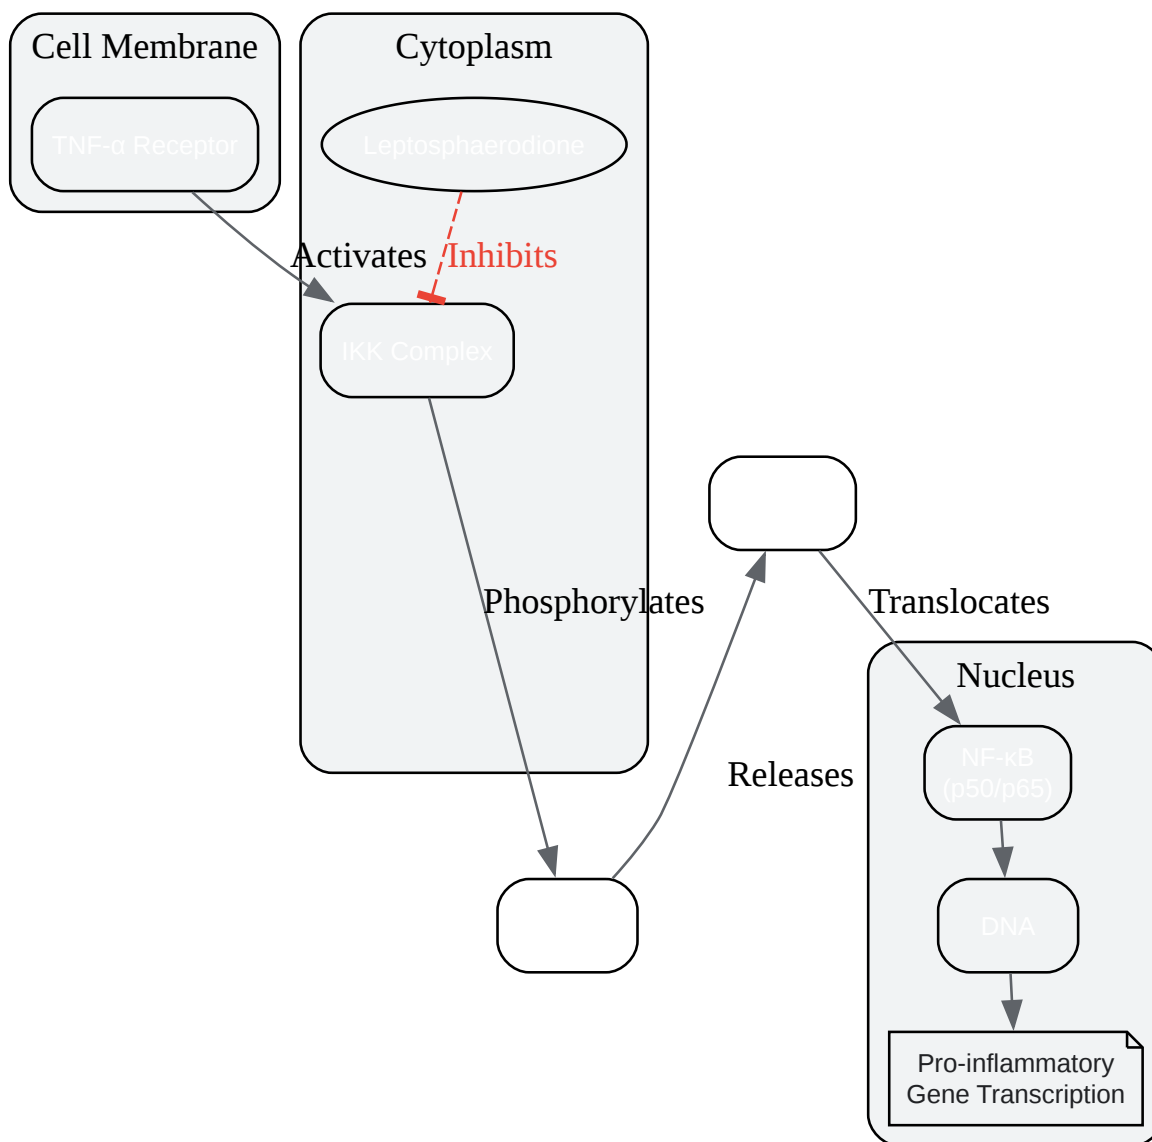 Cell Membrane
TNF-α Receptor
Cytoplasm
Leptosphaerodione
Activates
Inhibits
IKK Complex
Phosphorylates
Translocates
Releases
Nucleus
NF-κB
(p50/p65)
DNA
Pro-inflammatory
Gene Transcription